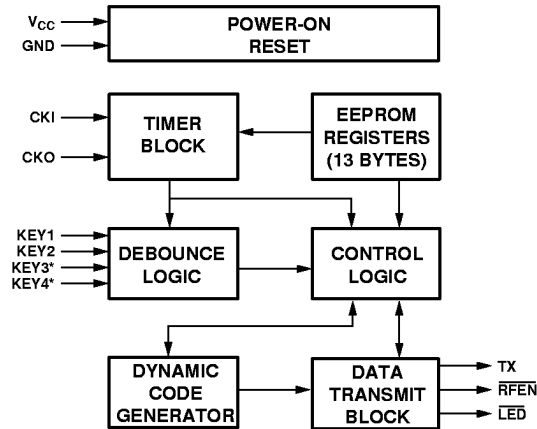 VCC
GND
POWER-ON
RESET
CKI
CKO
TIMER
BLOCK
EEPROM
REGISTERS
(13 BYTES)
KEY1
KEY2
KEY3*
KEY4*
DEBOUNCE
LOGIC
CONTROL
LOGIC
DYNAMIC
CODE
GENERATOR
DATA
TRANSMIT
BLOCK
TX
RFEN
LED